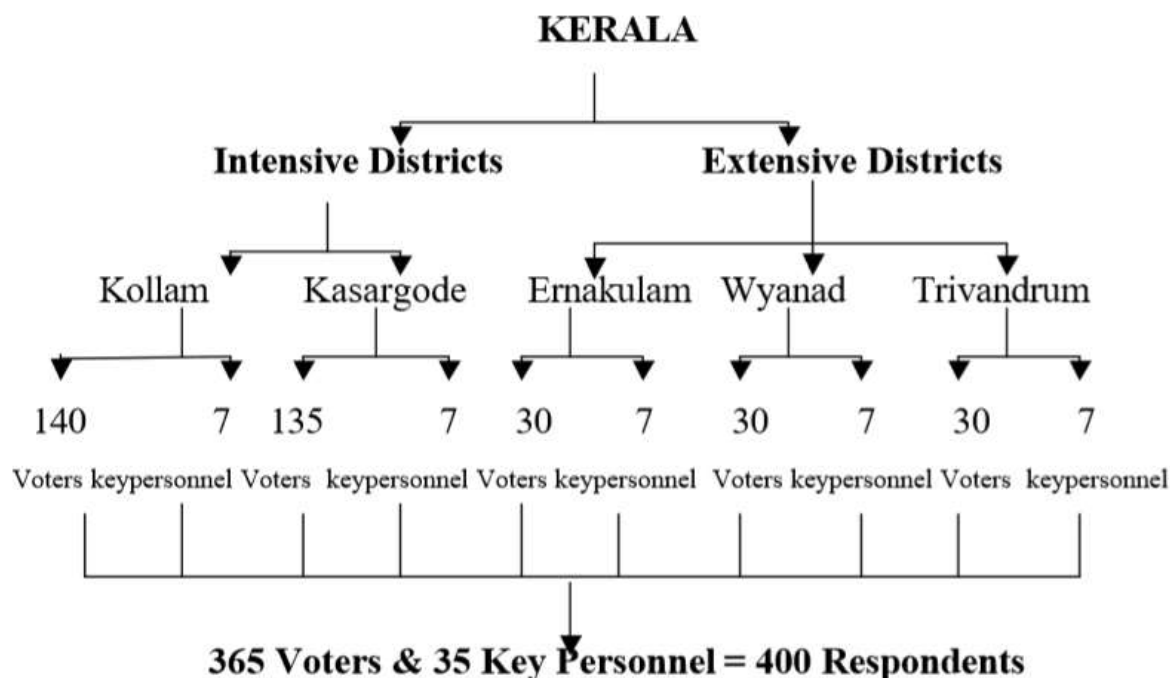 KERALA
Intensive Districts Extensive Districts
Kollam Kasargode Ernakulam Wyanad Trivandrum
140 7 135 7 30 7 30 7 30 7
Voters keypersonnel Voters keypersonnel Voters keypersonnel Voters keypersonnel Voters keypersonnel
365 Voters & 35 Key Personnel = 400 Respondents